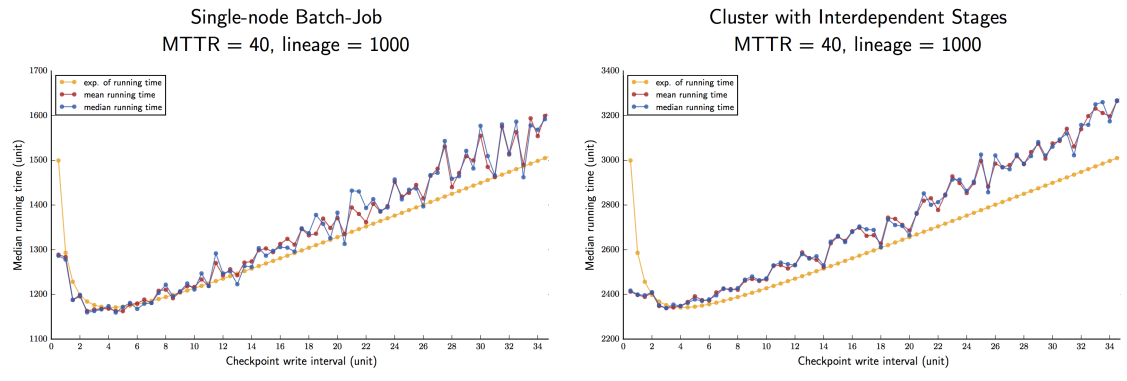 Single-node Batch-Job
MTTR = 40, lineage = 1000
1700
1600
1500
1400
1300
1200
1100
Median running time (unit)
exp. of running time
mean running time
median running time
0 2 4 6 8 10 12 14 16 18 20 22 24 26 28 30 32 34
Checkpoint write interval (unit)
Cluster with Interdependent Stages
MTTR = 40, lineage = 1000
3400
3200
3000
2800
2600
2400
2200
Median running time (unit)
exp. of running time
mean running time
median running time
0 2 4 6 8 10 12 14 16 18 20 22 24 26 28 30 32 34
Checkpoint write interval (unit)